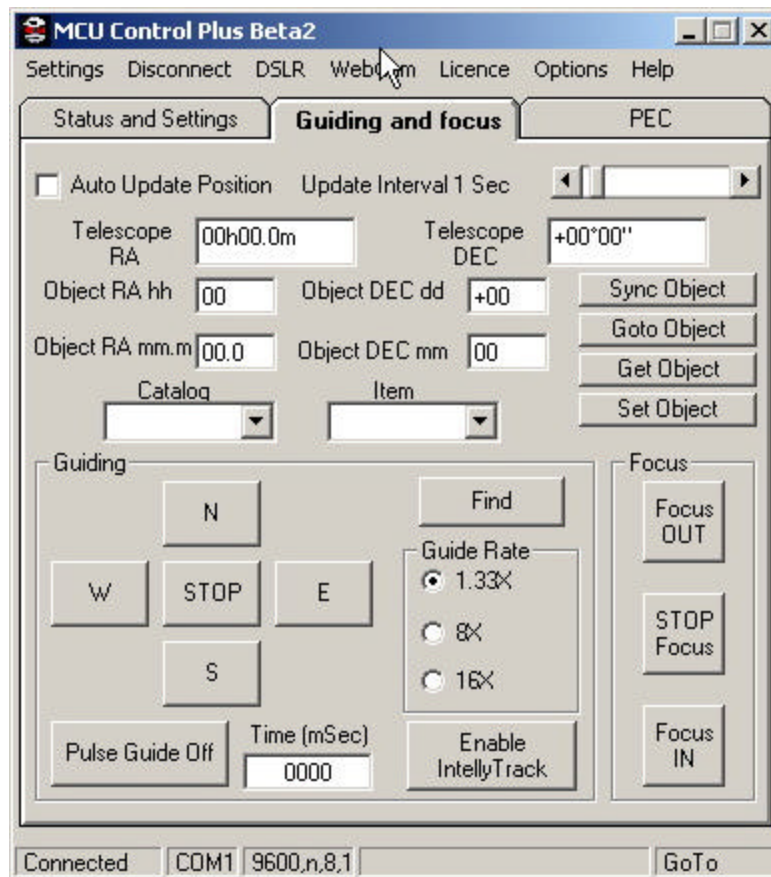 MCU Control Plus Beta2
Settings Disconnect DSLR WebCam Licence Options Help
Status and Settings Guiding and focus PEC
Auto Update Position Update Interval 1 Sec
Telescope RA 00h00.0m Telescope DEC +00°00"
Object RA hh 00 Object DEC dd +00 Sync Object
Goto Object
Object RA mm.m 00.0 Object DEC mm 00
Get Object
Catalog Item
Set Object
Guiding Focus
N Find Focus OUT
Guide Rate
W STOP E 1.33X
8X STOP Focus
S 16X
Pulse Guide Off Time (mSec) Enable IntellyTrack Focus IN
0000
Connected COM1 9600,n,8,1 GoTo